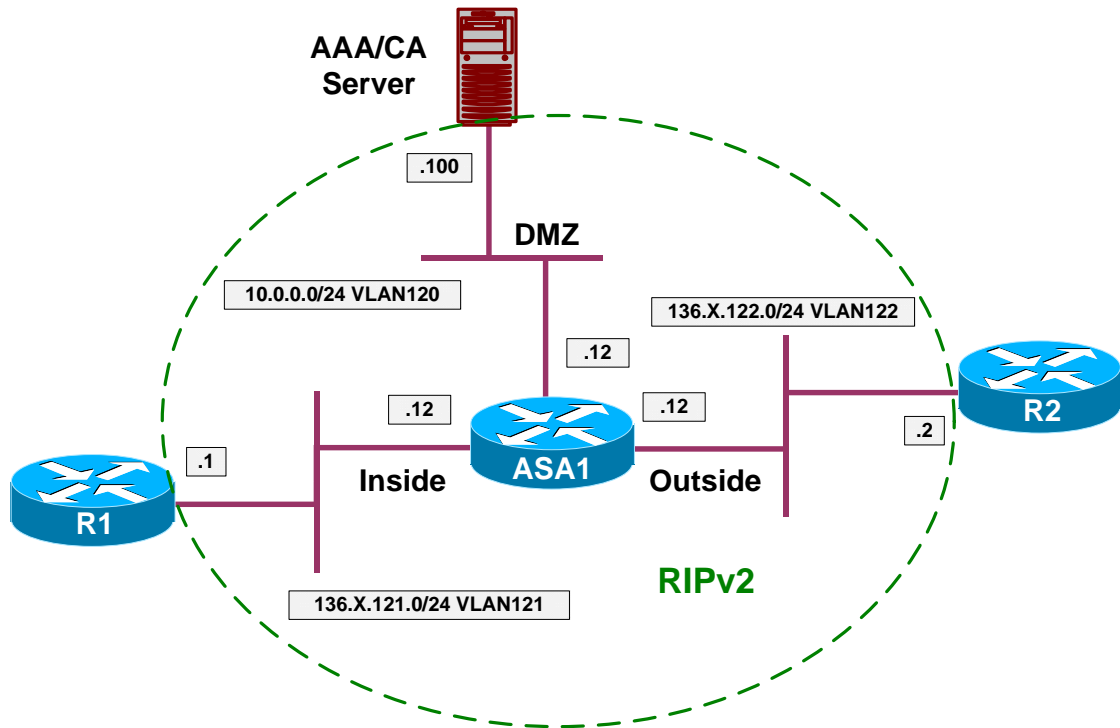 AAA/CA
Server
.100
DMZ
10.0.0.0/24 VLAN120
136.X.122.0/24 VLAN122
.12
.12
.12
R2
.2
.1
Inside
ASA1
Outside
R1
RIPv2
136.X.121.0/24 VLAN121